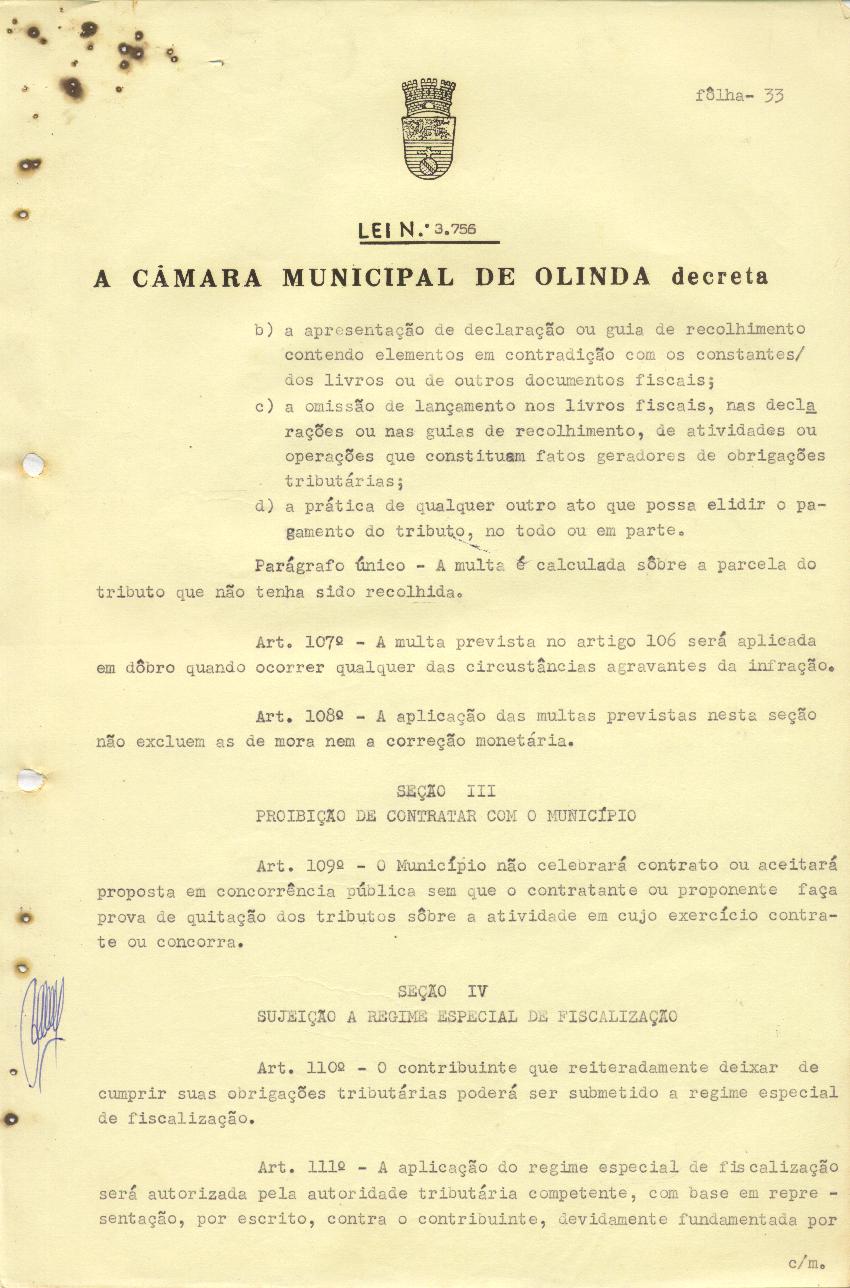 fôlha- 33
LEI N.º 3.756
A CÂMARA MUNICIPAL DE OLINDA decreta
b) a apresentação de declaração ou guia de recolhimento
contendo elementos em contradição com os constantes/
dos livros ou de outros documentos fiscais;
c) a omissão de lançamento nos livros fiscais, nas decla
rações ou nas guias de recolhimento, de atividades ou
operações que constituam fatos geradores de obrigações
tributárias;
d) a prática de qualquer outro ato que possa elidir o pa-
gamento do tributo, no todo ou em parte.
Parágrafo único - A multa é calculada sôbre a parcela do
tributo que não tenha sido recolhida.
Art. 107º - A multa prevista no artigo 106 será aplicada
em dôbro quando ocorrer qualquer das circustâncias agravantes da infração.
Art. 108º - A aplicação das multas previstas nesta seção
não excluem as de mora nem a correção monetária.
SEÇÃO III
PROIBIÇÃO DE CONTRATAR COM O MUNICÍPIO
Art. 109º - O Município não celebrará contrato ou aceitará
proposta em concorrência pública sem que o contratante ou proponente faça
prova de quitação dos tributos sôbre a atividade em cujo exercício contra-
te ou concorra.
SEÇÃO IV
SUJEIÇÃO A REGIME ESPECIAL DE FISCALIZAÇÃO
Art. 110º - O contribuinte que reiteradamente deixar de
cumprir suas obrigações tributárias poderá ser submetido a regime especial
de fiscalização.
Art. 111º - A aplicação do regime especial de fiscalização
será autorizada pela autoridade tributária competente, com base em repre -
sentação, por escrito, contra o contribuinte, devidamente fundamentada por
c/m.